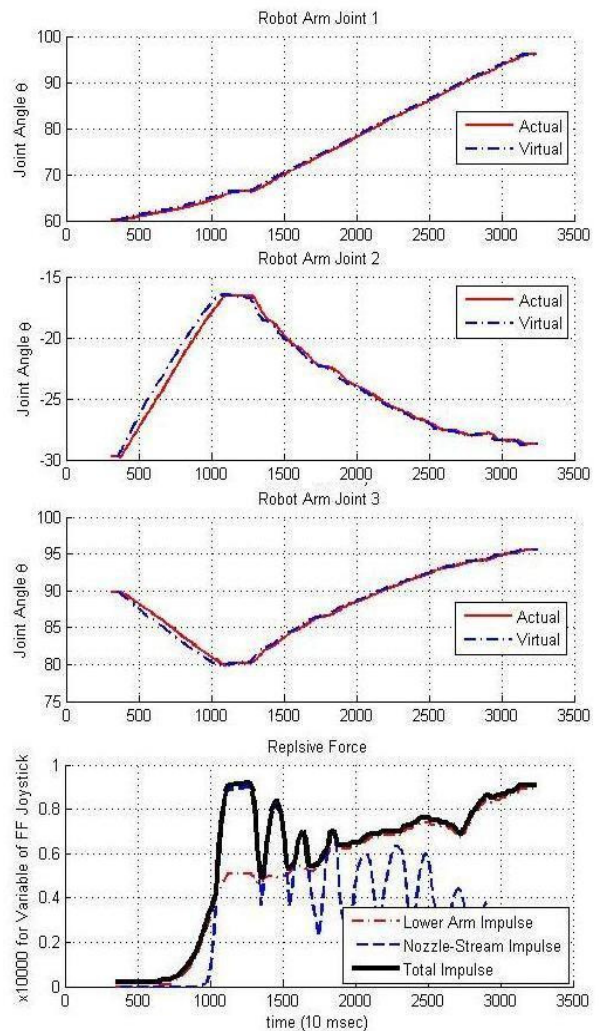 Robot Arm Joint 1
Joint Angle θ
100
90
80
70
60
0 500 1000 1500 2000 2500 3000 3500
Actual
Virtual
Robot Arm Joint 2
Joint Angle θ
-15
-20
-25
-30
0 500 1000 1500 2000 2500 3000 3500
Actual
Virtual
Robot Arm Joint 3
Joint Angle θ
100
95
90
85
80
75
0 500 1000 1500 2000 2500 3000 3500
Actual
Virtual
Replsive Force
x10000 for Variable of FF Joystick
1
0.8
0.6
0.4
0.2
0
0 500 1000 1500 2000 2500 3000 3500
Lower Arm Impulse
Nozzle-Stream Impulse
Total Impulse
time (10 msec)